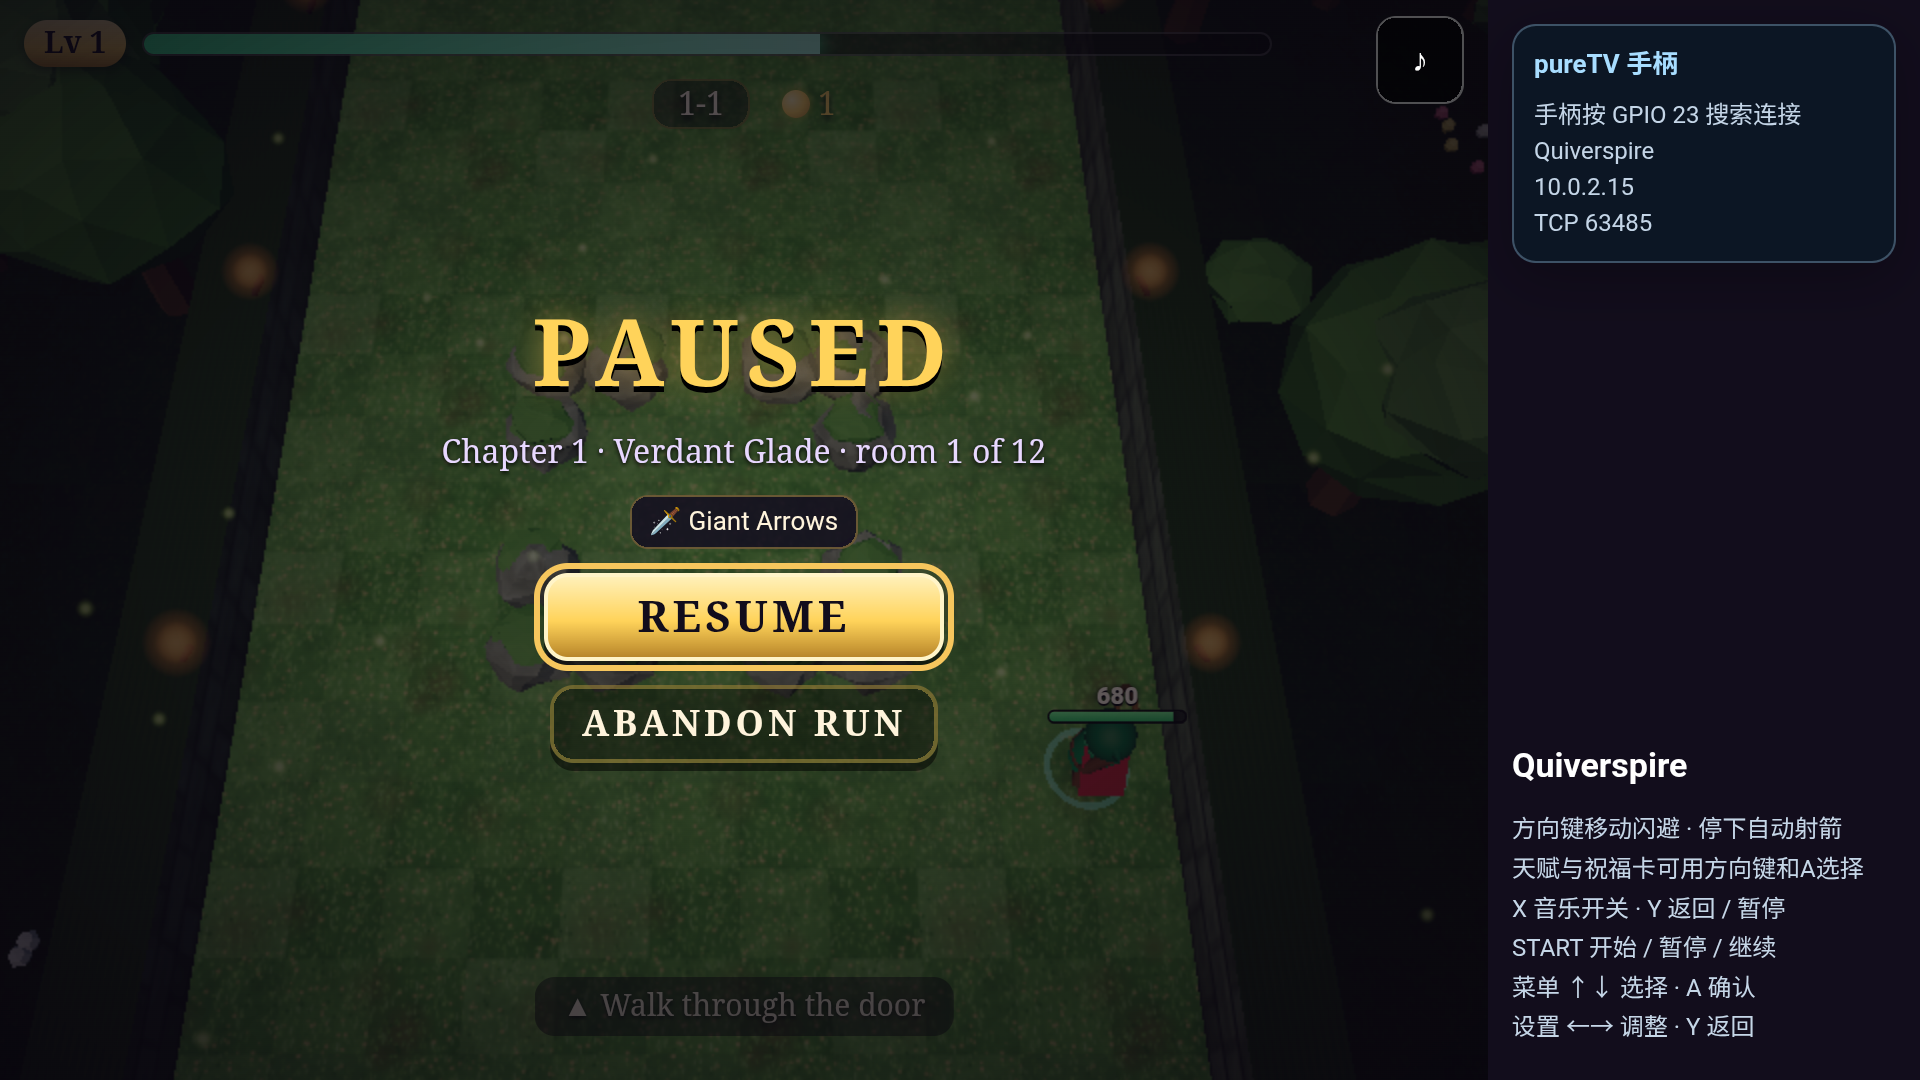 Lv 1
1-1
1
♪
PAUSED
Chapter 1 · Verdant Glade · room 1 of 12
🗡️ Giant Arrows
RESUME
680
ABANDON RUN
▲ Walk through the door
pureTV 手柄
手柄按 GPIO 23 搜索连接
Quiverspire
10.0.2.15
TCP 63485
Quiverspire
方向键移动闪避 · 停下自动射箭
天赋与祝福卡可用方向键和A选择
X 音乐开关 · Y 返回 / 暂停
START 开始 / 暂停 / 继续
菜单 ↑↓ 选择 · A 确认
设置 ←→ 调整 · Y 返回